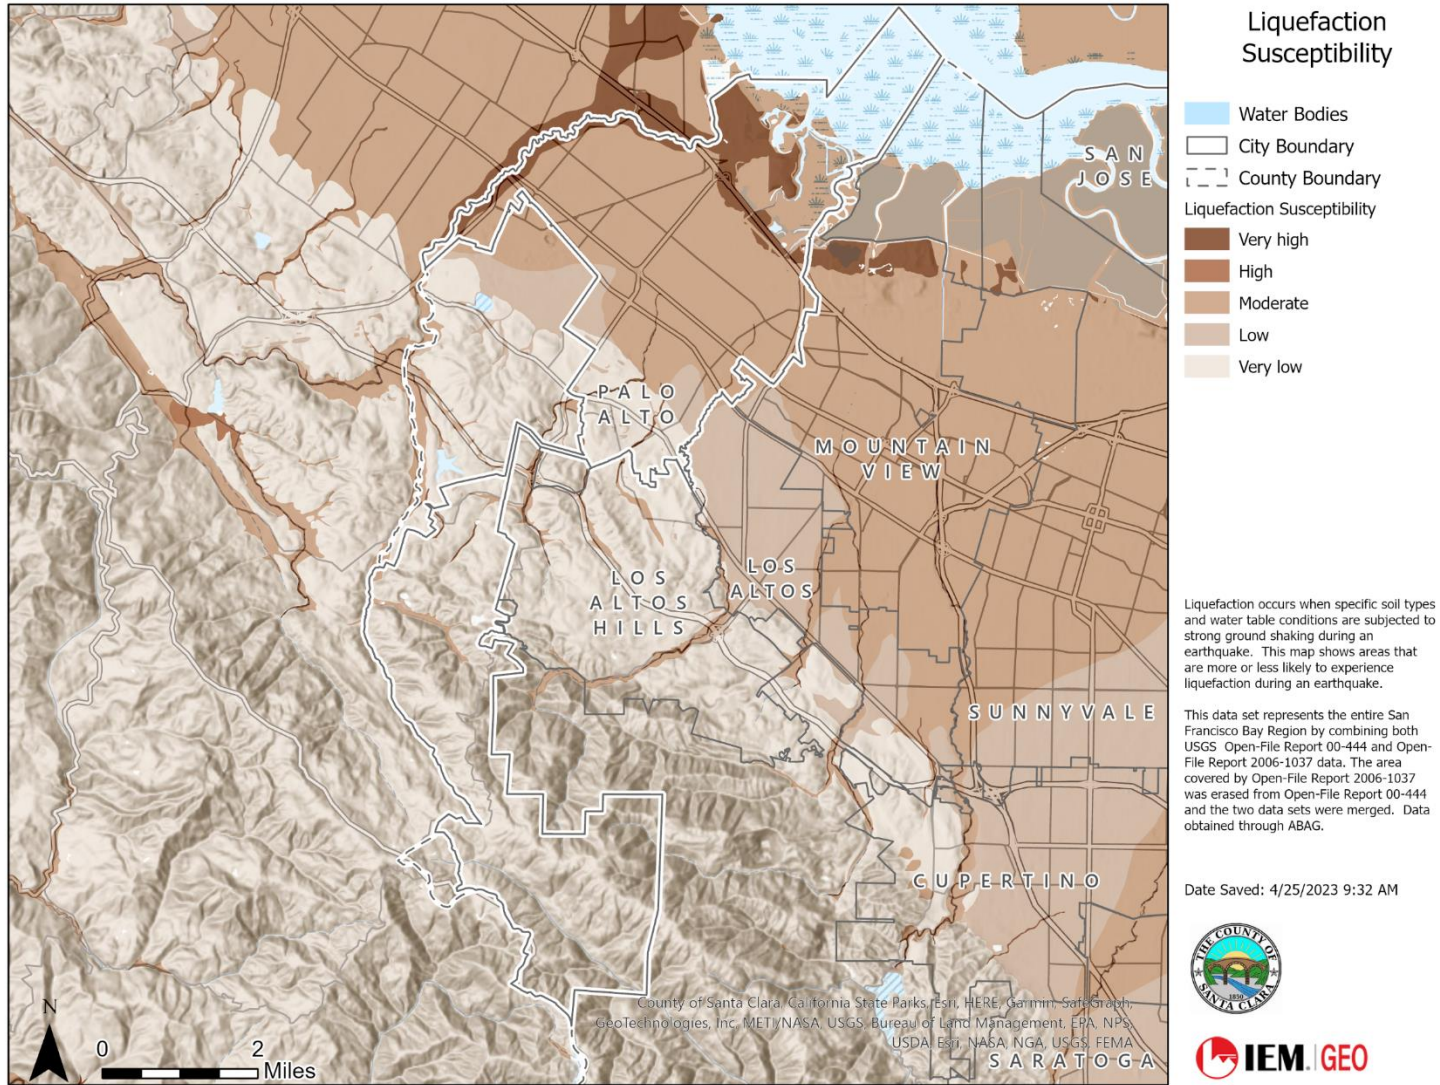 Liquefaction
Susceptibility
Water Bodies
City Boundary
County Boundary
Liquefaction Susceptibility
Very high
High
Moderate
Low
Very low
SAN
JOSE
PALO
ALTO
MOUNTAIN
VIEW
LOS
ALTOS
HILLS
LOS
ALTOS
SUNNYVALE
CUPERTINO
SARATOGA
Liquefaction occurs when specific soil types
and water table conditions are subjected to
strong ground shaking during an
earthquake. This map shows areas that
are more or less likely to experience
liquefaction during an earthquake.
This data set represents the entire San
Francisco Bay Region by combining both
USGS Open-File Report 00-444 and Open-
File Report 2006-1037 data. The area
covered by Open-File Report 2006-1037
was erased from Open-File Report 00-444
and the two data sets were merged. Data
obtained through ABAG.
Date Saved: 4/25/2023 9:32 AM
THE COUNTY OF
SANTA CLARA
1850
IEM. GEO
N
0 2
Miles
County of Santa Clara, California State Parks, Esri, HERE, Garmin, SafeGraph,
GeoTechnologies, Inc, METI/NASA, USGS, Bureau of Land Management, EPA, NPS,
USDA, Esri, NASA, NGA, USGS, FEMA